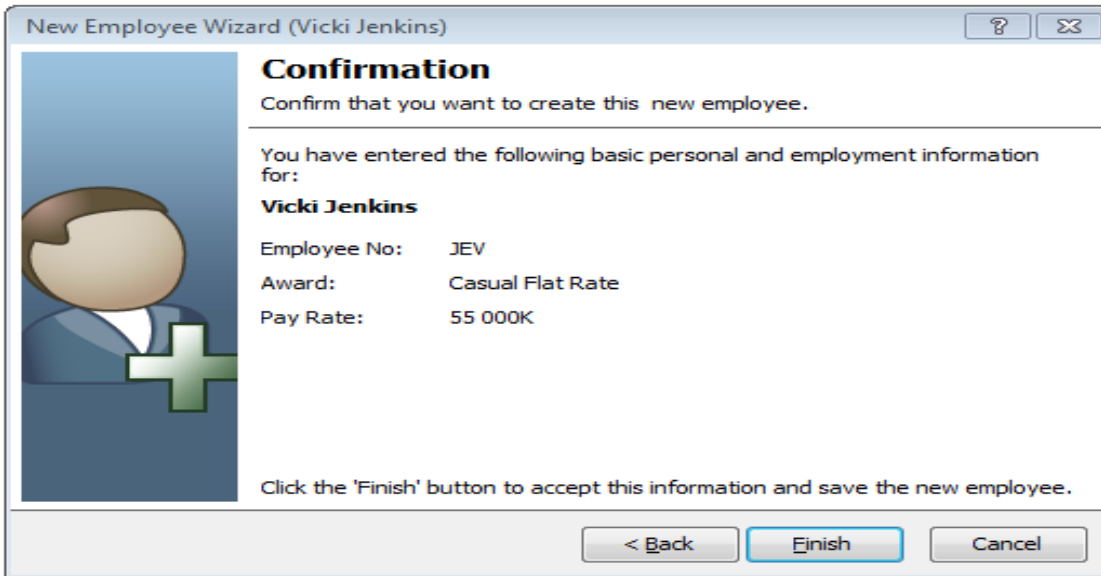 New Employee Wizard (Vicki Jenkins)
Confirmation
Confirm that you want to create this new employee.
You have entered the following basic personal and employment information
for:
Vicki Jenkins
Employee No: JEV
Award: Casual Flat Rate
Pay Rate: 55 000K
Click the 'Finish' button to accept this information and save the new employee.
< Back Finish Cancel